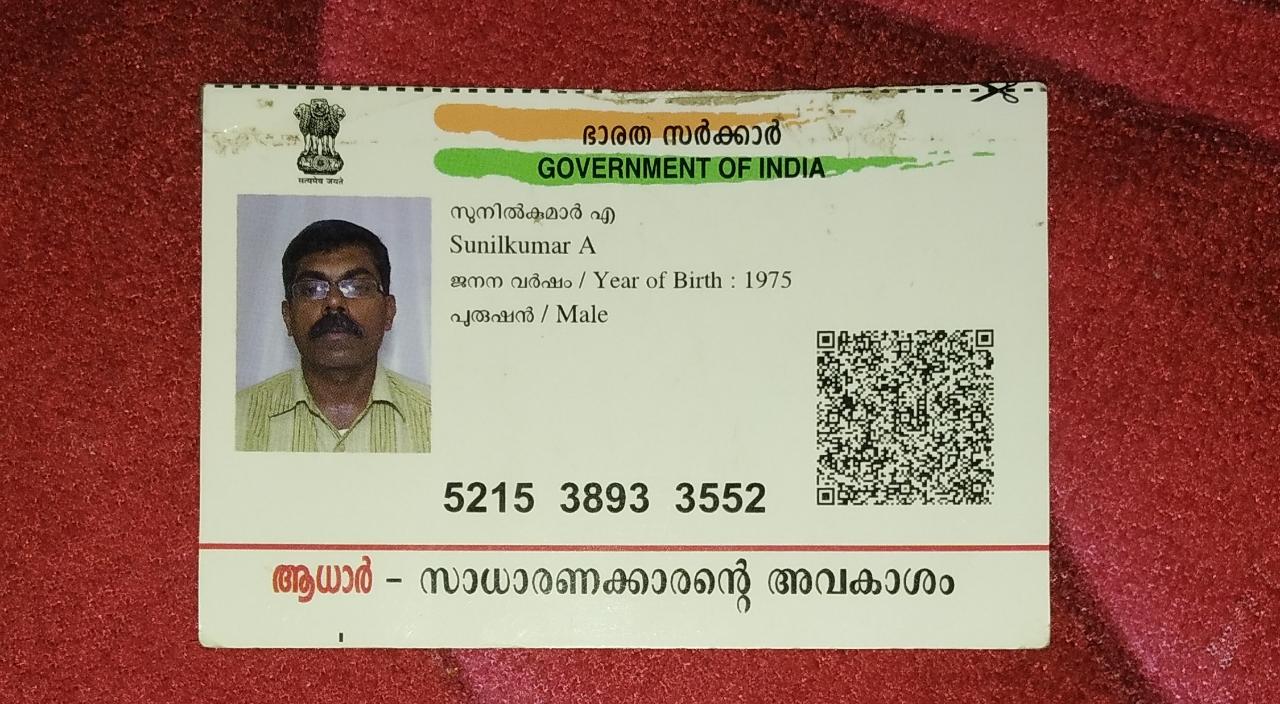 ഭാരത സർക്കാർ
GOVERNMENT OF INDIA
सत्यमेव जयते
സുനിൽകുമാർ എ
Sunilkumar A
ജനന വർഷം / Year of Birth : 1975
പുരുഷൻ / Male
5215 3893 3552
ആധാർ - സാധാരണക്കാരന്റെ അവകാശം